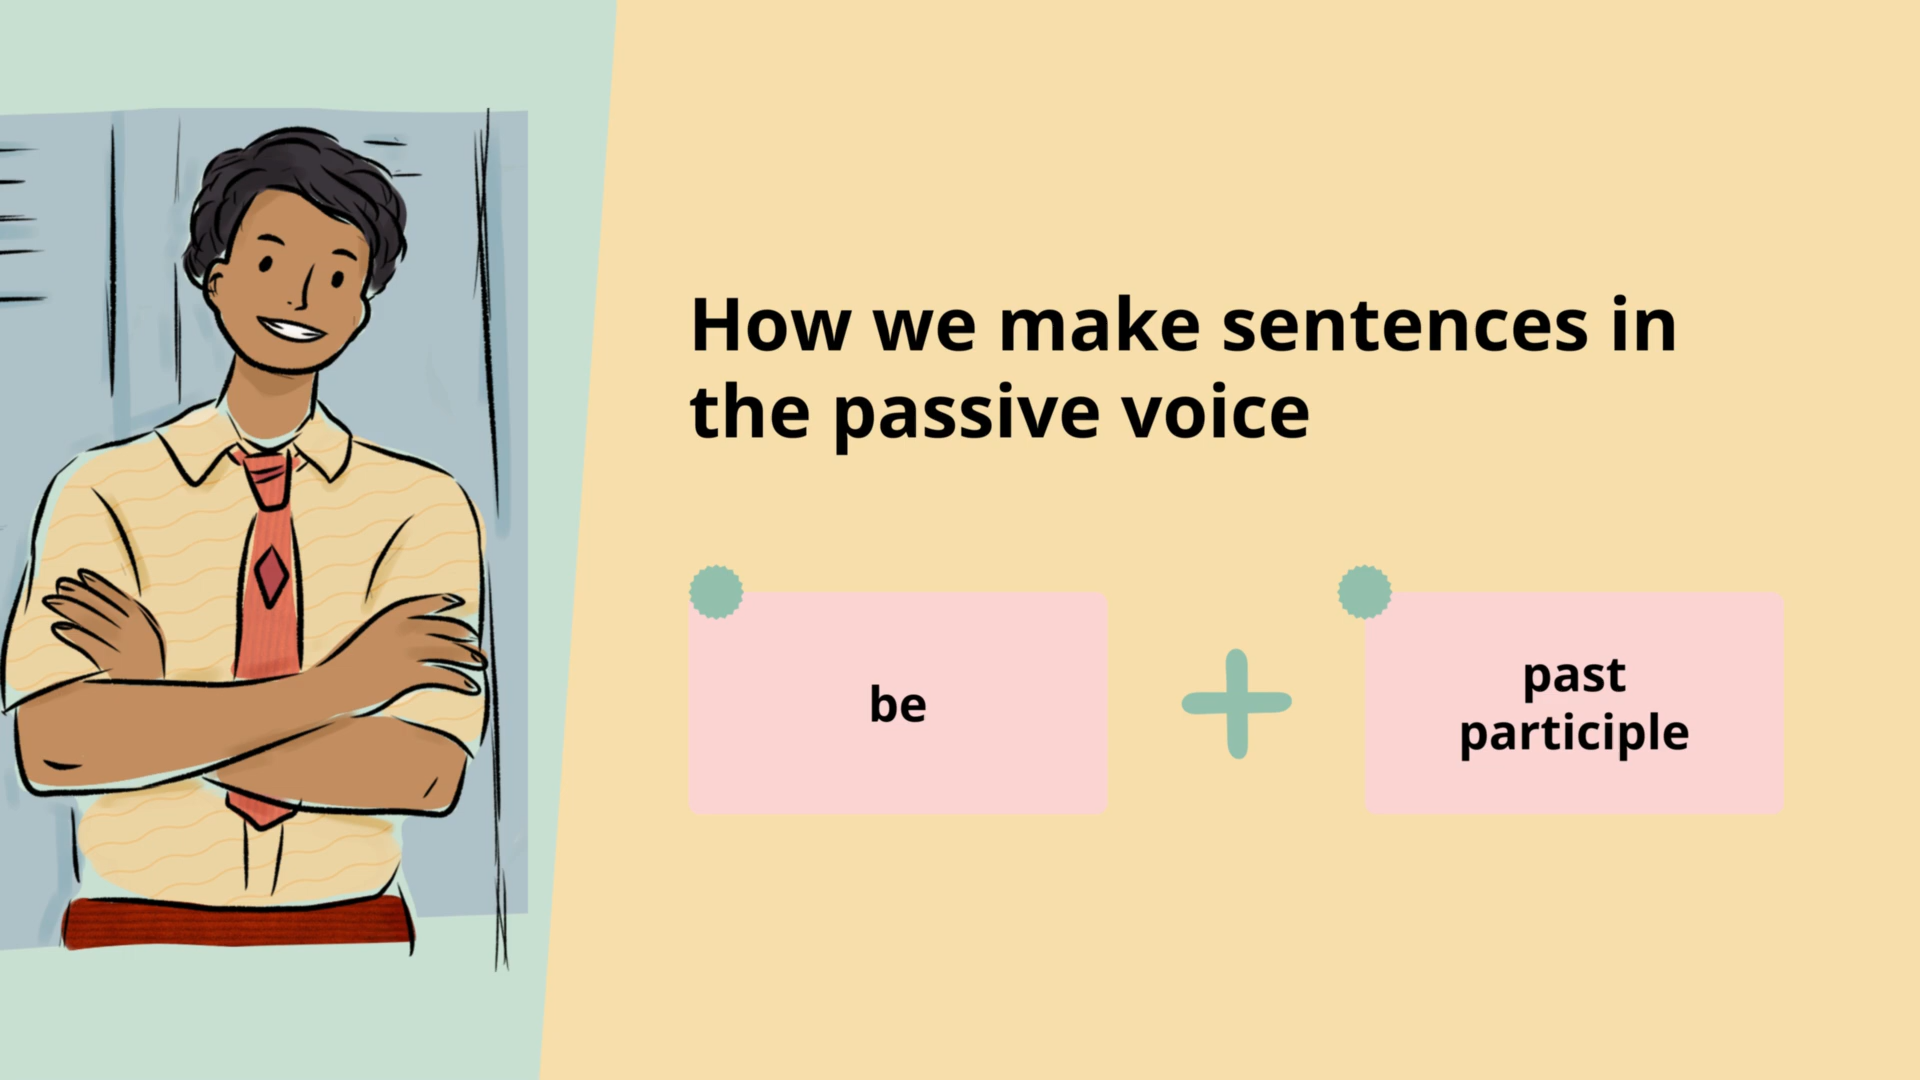 How we make sentences in
the passive voice
be
past
participle